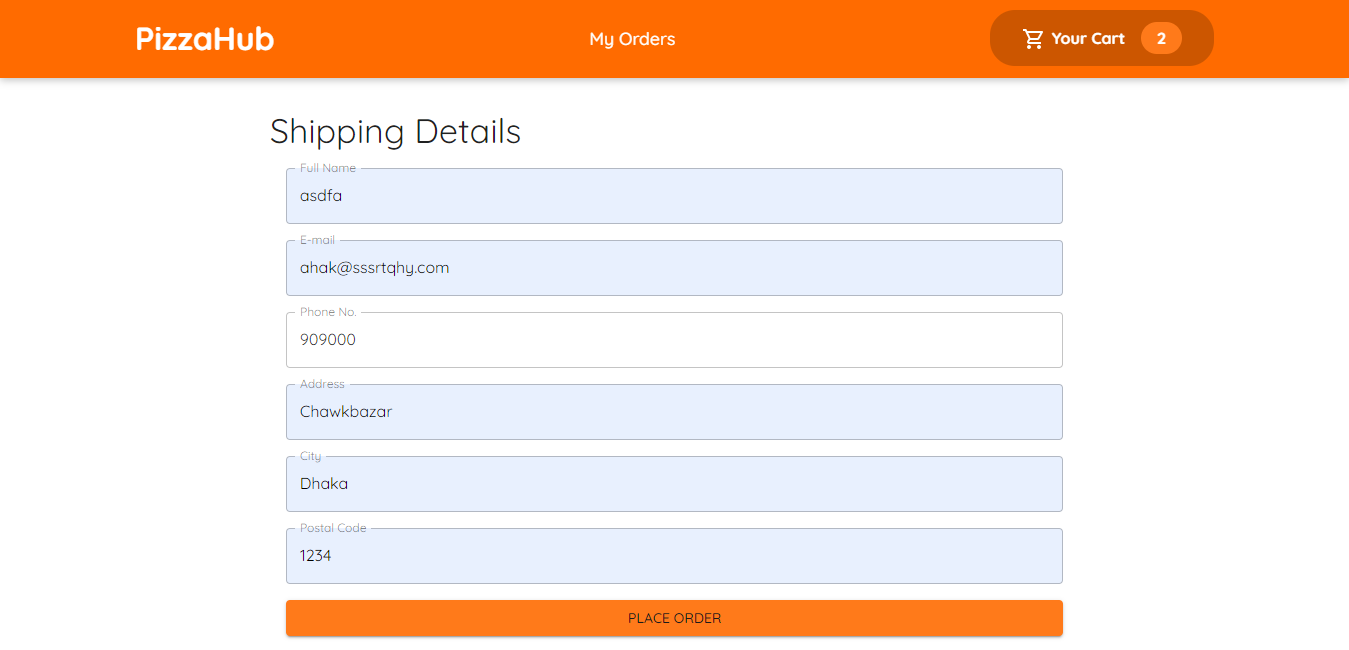 PizzaHub
My Orders
Your Cart 2
Shipping Details
Full Name
asdfa
E-mail
ahak@sssrtqhy.com
Phone No.
909000
Address
Chawkbazar
City
Dhaka
Postal Code
1234
PLACE ORDER